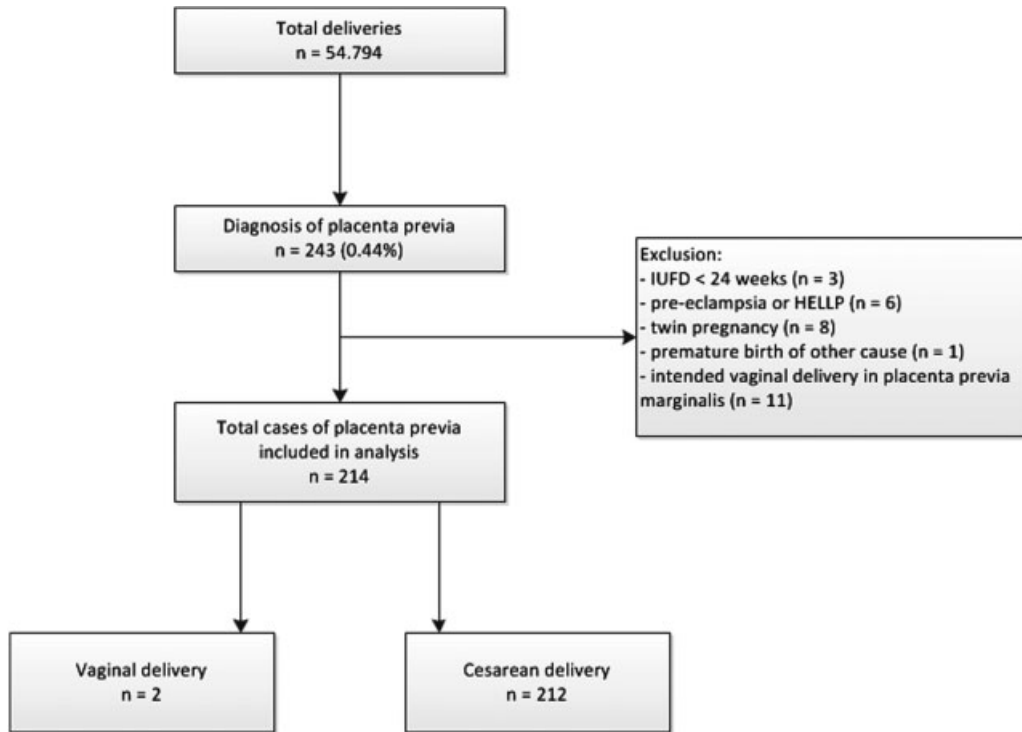 Total deliveries
n = 54.794
Diagnosis of placenta previa
n = 243 (0.44%)
Exclusion:
- IUFD < 24 weeks (n = 3)
- pre-eclampsia or HELLP (n = 6)
- twin pregnancy (n = 8)
- premature birth of other cause (n = 1)
- intended vaginal delivery in placenta previa
marginalis (n = 11)
Total cases of placenta previa
included in analysis
n = 214
Vaginal delivery
n = 2
Cesarean delivery
n = 212